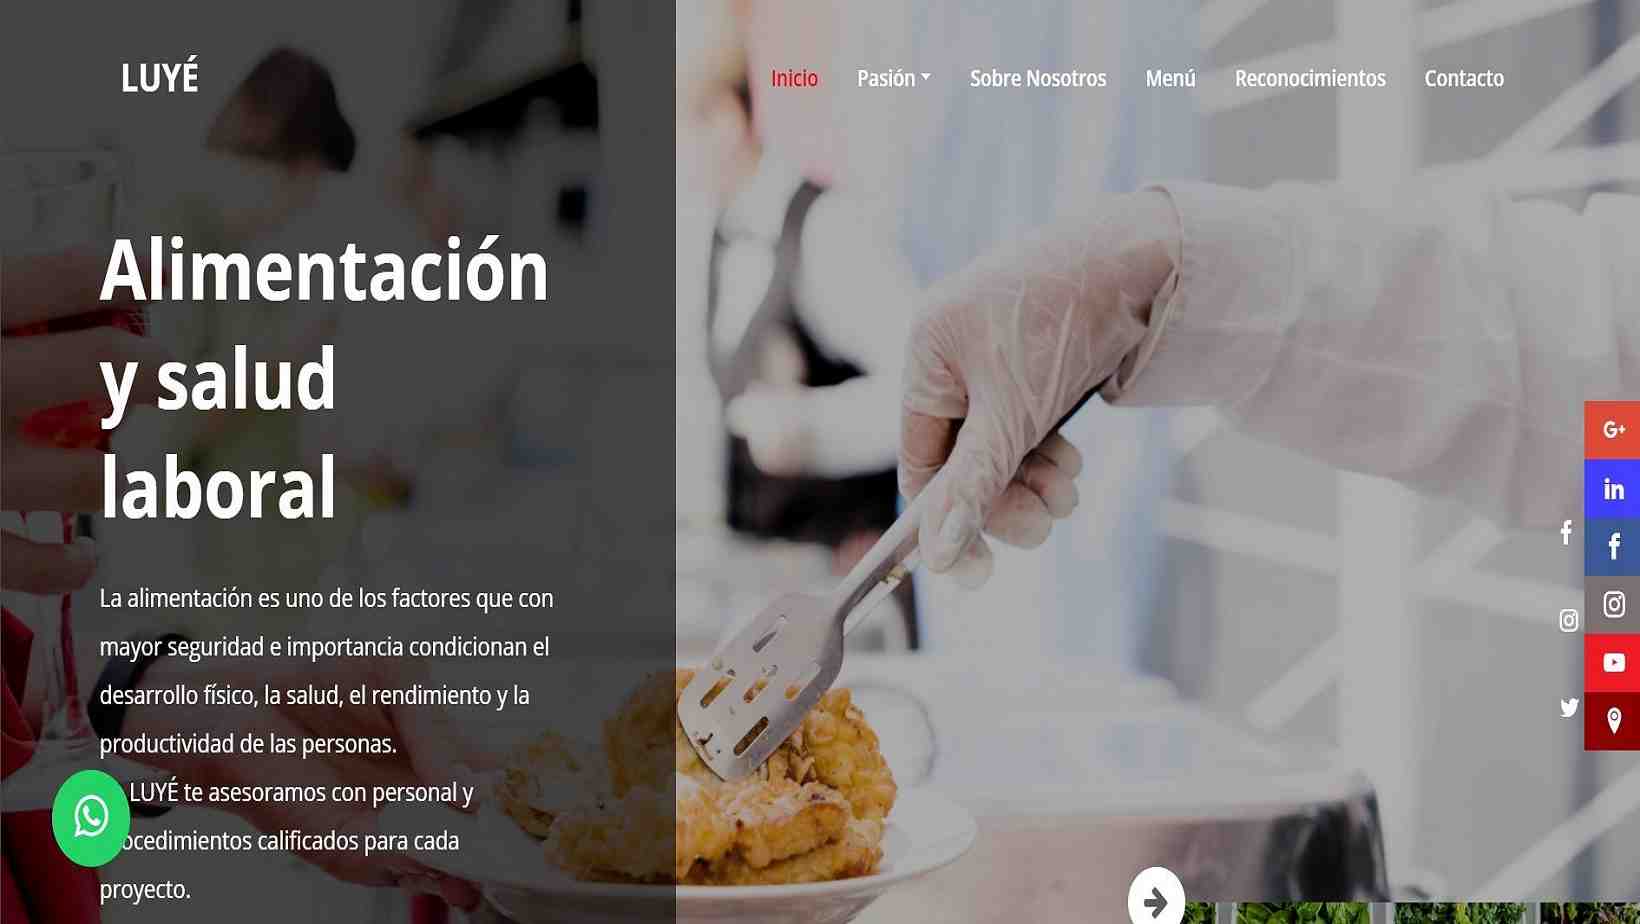 LUYÉ
Inicio Pasión Sobre Nosotros Menú Reconocimientos Contacto
Alimentación
y salud
laboral
La alimentación es uno de los factores que con
mayor seguridad e importancia condicionan el
desarrollo físico, la salud, el rendimiento y la
productividad de las personas.
LUYÉ te asesoramos con personal y
ocedimientos calificados para cada
proyecto.
G+
in
f
f